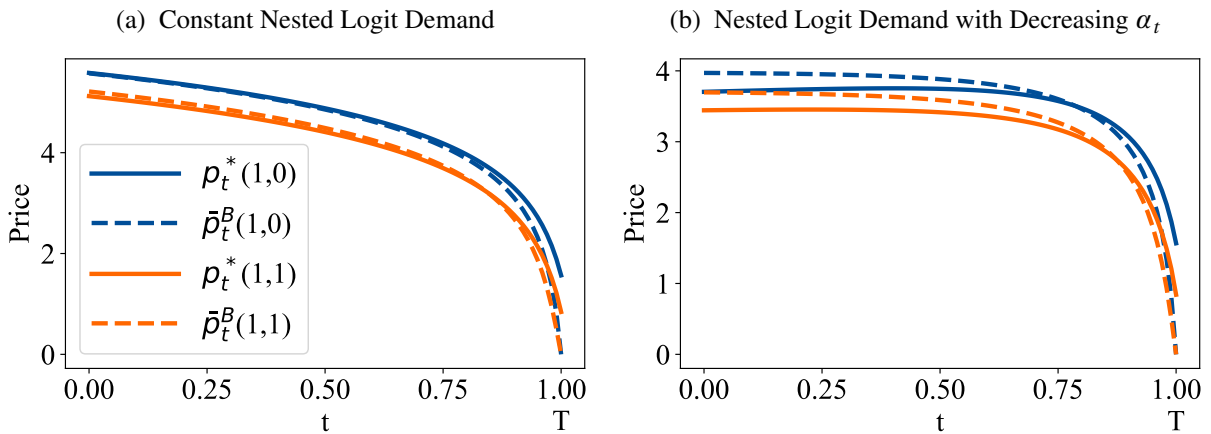 (a) Constant Nested Logit Demand
Price
4
2
0
p_t^*(1,0)
p̄_t^B(1,0)
p_t^*(1,1)
p̄_t^B(1,1)
0.00 0.25 0.50 0.75 1.00
t T
(b) Nested Logit Demand with Decreasing α_t
Price
4
3
2
1
0
0.00 0.25 0.50 0.75 1.00
t T